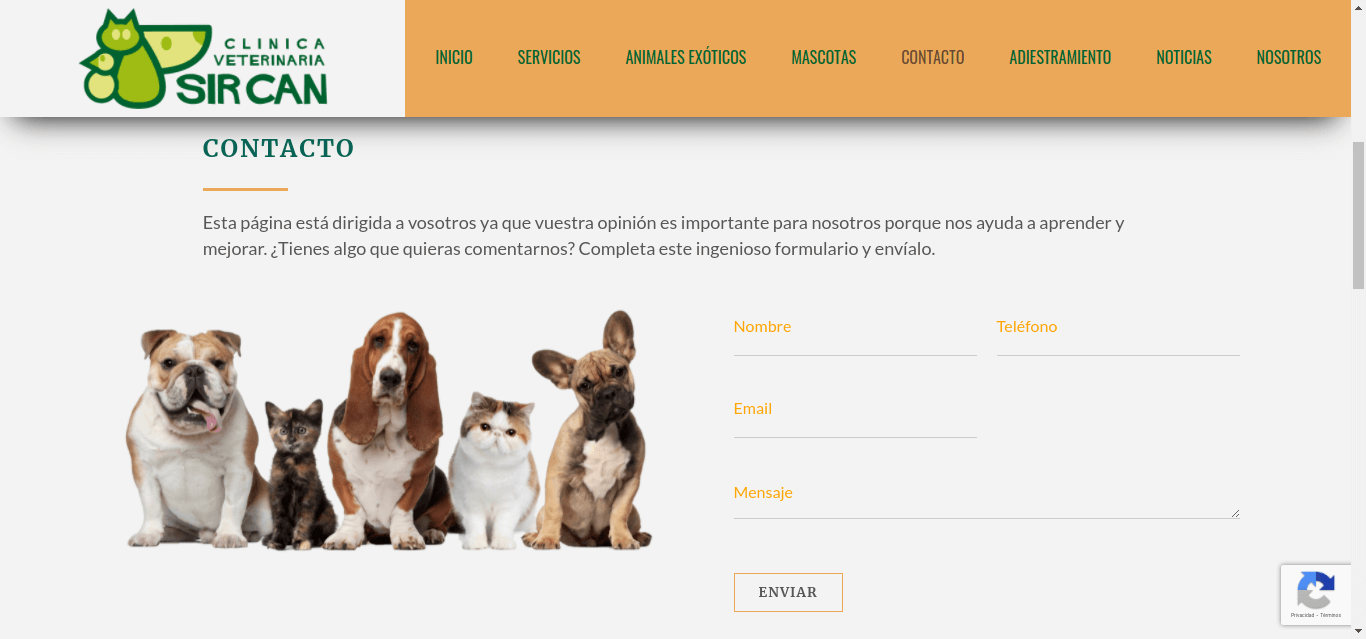 CLINICA
VETERINARIA
SIR CAN
INICIO
SERVICIOS
ANIMALES EXÓTICOS
MASCOTAS
CONTACTO
ADIESTRAMIENTO
NOTICIAS
NOSOTROS
CONTACTO
Esta página está dirigida a vosotros ya que vuestra opinión es importante para nosotros porque nos ayuda a aprender y
mejorar. ¿Tienes algo que quieras comentarnos? Completa este ingenioso formulario y envíalo.
Nombre
Teléfono
Email
Mensaje
ENVIAR
Privacidad - Términos